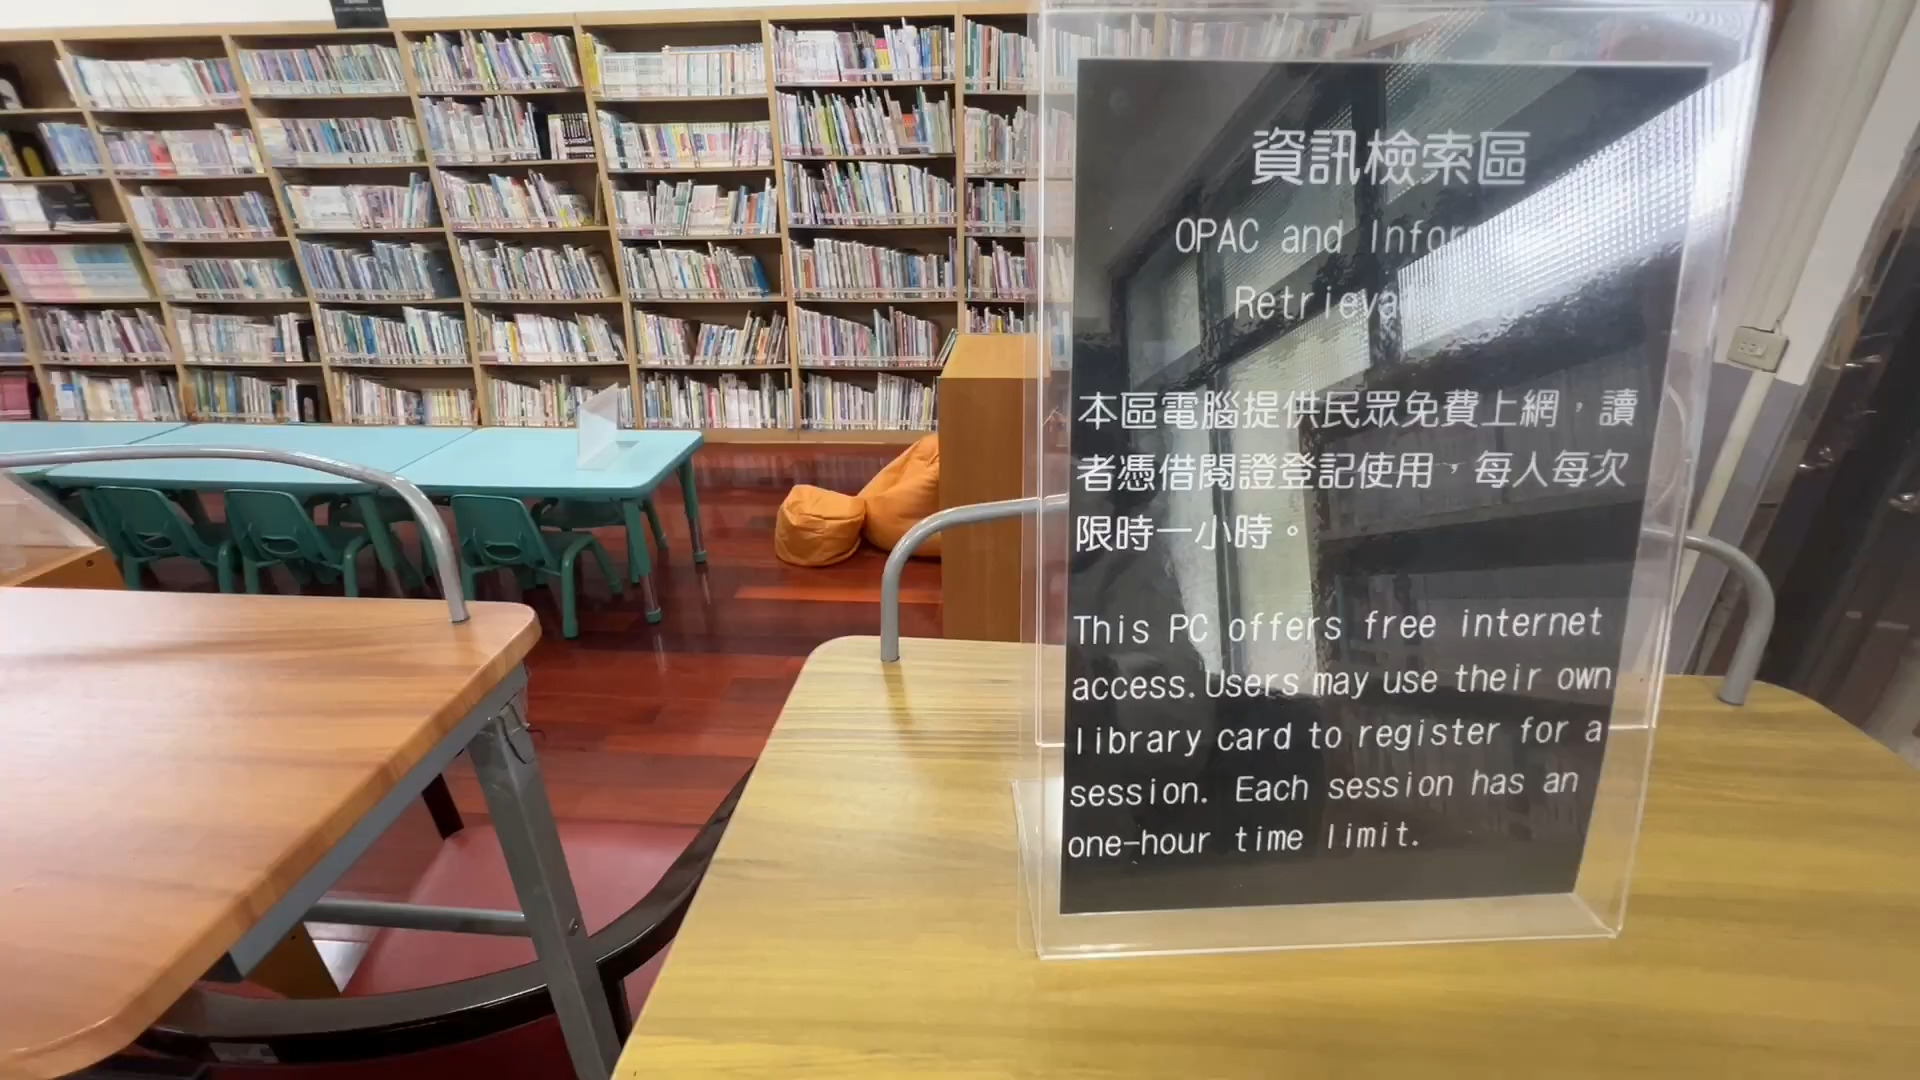 資訊檢索區
OPAC and
本區電腦提供民眾免費上網，讀
者憑借閱證登記使用，每人每次
限時一小時。
This PC offers free internet
access.Users may use their own
library card to register for a
session. Each session has an
one-hour time limit.